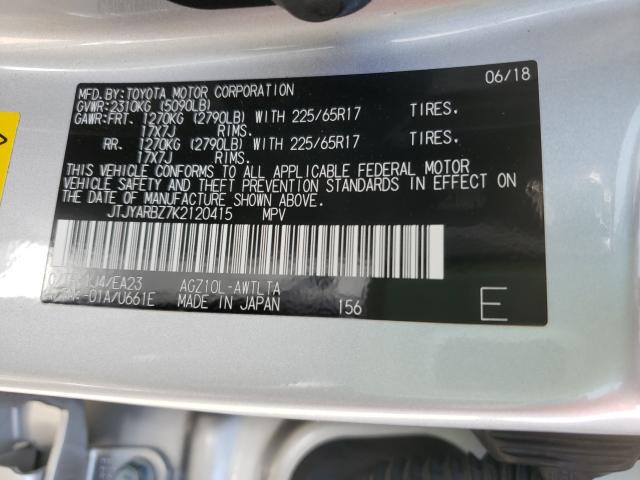 MFD.BY:TOYOTA MOTOR CORPORATION 06/18
GVWR:2310KG (5090LB)
GAWR:FRT. 1270KG (2790LB) WITH 225/65R17 TIRES.
17X7J RIMS.
RR. 1270KG (2790LB) WITH 225/65R17 TIRES.
17X7J RIMS.
THIS VEHICLE CONFORMS TO ALL APPLICABLE FEDERAL MOTOR
VEHICLE SAFETY AND THEFT PREVENTION STANDARDS IN EFFECT ON
THE DATE OF MANUFACTURE SHOWN ABOVE.
JTJYARBZ7K2120415 MPV
/EA23 AGZ10L-AWTLTA
-01A/U661E MADE IN JAPAN 156
E